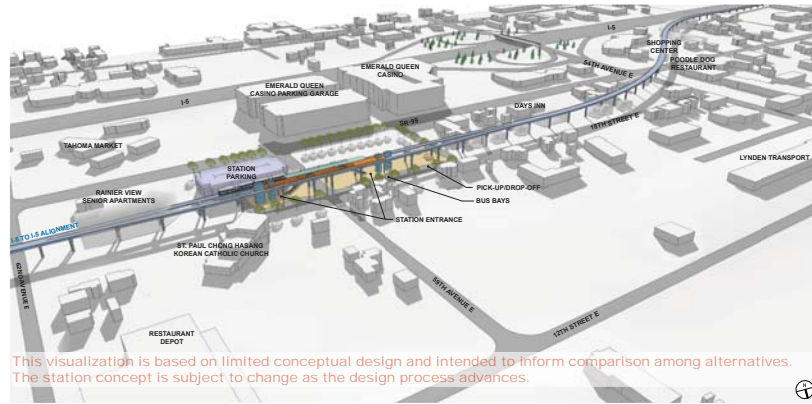 I-5
SHOPPING
CENTER
POODLE DOG
RESTAURANT
54TH AVENUE E
EMERALD QUEEN
CASINO
EMERALD QUEEN
CASINO PARKING GARAGE
I-5
DAYS INN
SR-99
15TH STREET E
TAHOMA MARKET
LYNDEN TRANSPORT
STATION
PARKING
PICK-UP/DROP-OFF
RAINIER VIEW
SENIOR APARTMENTS
BUS BAYS
STATION ENTRANCE
I-5 TO I-5 ALIGNMENT
ST. PAUL CHONG HASANG
KOREAN CATHOLIC CHURCH
62ND AVENUE E
59TH AVENUE E
12TH STREET E
RESTAURANT
DEPOT
This visualization is based on limited conceptual design and intended to inform comparison among alternatives.
The station concept is subject to change as the design process advances.
N